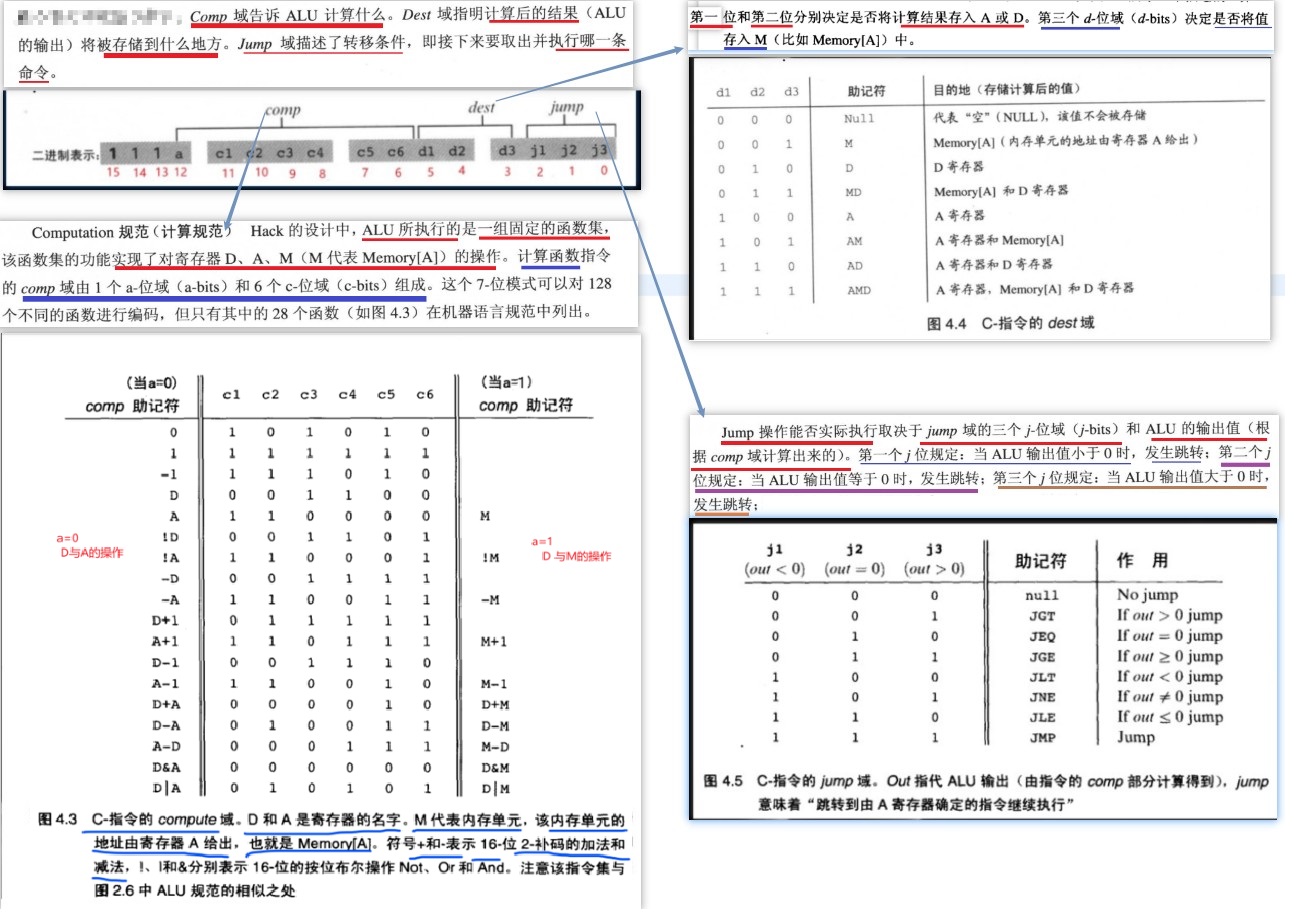 Comp 域告诉 ALU 计算什么。Dest 域指明计算后的结果（ALU
的输出）将被存储到什么地方。Jump 域描述了转移条件，即接下来要取出并执行哪一条
命令。
comp dest jump
二进制表示: 1 1 1 a c1 c2 c3 c4 c5 c6 d1 d2 d3 j1 j2 j3
15 14 13 12 11 10 9 8 7 6 5 4 3 2 1 0
Computation 规范（计算规范） Hack 的设计中，ALU 所执行的是一组固定的函数集，
该函数集的功能实现了对寄存器 D、A、M（M 代表 Memory[A]）的操作。计算函数指令
的 comp 域由 1 个 a-位域（a-bits）和 6 个 c-位域（c-bits）组成。这个 7-位模式可以对 128
个不同的函数进行编码，但只有其中的 28 个函数（如图 4.3）在机器语言规范中列出。
（当a=0） （当a=1）
comp 助记符 c1 c2 c3 c4 c5 c6 comp 助记符
0 1 0 1 0 1 0
1 1 1 1 1 1 1
-1 1 1 1 0 1 0
D 0 0 1 1 0 0
A 1 1 0 0 0 0 M
!D 0 0 1 1 0 1
!A 1 1 0 0 0 1 !M
-D 0 0 1 1 1 1
-A 1 1 0 0 1 1 -M
D+1 0 1 1 1 1 1
A+1 1 1 0 1 1 1 M+1
D-1 0 0 1 1 1 0
A-1 1 1 0 0 1 0 M-1
D+A 0 0 0 0 1 0 D+M
D-A 0 1 0 0 1 1 D-M
A-D 0 0 0 1 1 1 M-D
D&A 0 0 0 0 0 0 D&M
D|A 0 1 0 1 0 1 D|M
a=0
D与A的操作
a=1
D 与M的操作
图 4.3 C-指令的 compute 域。D 和 A 是寄存器的名字。M 代表内存单元，该内存单元的
地址由寄存器 A 给出，也就是 Memory[A]。符号+和-表示 16-位 2-补码的加法和
减法，!、|和&分别表示 16-位的按位布尔操作 Not、Or 和 And。注意该指令集与
图 2.6 中 ALU 规范的相似之处
第一位和第二位分别决定是否将计算结果存入 A 或 D。第三个 d-位域（d-bits）决定是否将值
存入 M（比如 Memory[A]）中。
d1 d2 d3 助记符 目的地（存储计算后的值）
0 0 0 Null 代表“空”（NULL），该值不会被存储
0 0 1 M Memory[A]（内存单元的地址由寄存器 A 给出）
0 1 0 D D 寄存器
0 1 1 MD Memory[A] 和 D 寄存器
1 0 0 A A 寄存器
1 0 1 AM A 寄存器和 Memory[A]
1 1 0 AD A 寄存器和 D 寄存器
1 1 1 AMD A 寄存器，Memory[A] 和 D 寄存器
图 4.4 C-指令的 dest 域
Jump 操作能否实际执行取决于 jump 域的三个 j-位域（j-bits）和 ALU 的输出值（根
据 comp 域计算出来的）。第一个 j 位规定：当 ALU 输出值小于 0 时，发生跳转；第二个 j
位规定：当 ALU 输出值等于 0 时，发生跳转；第三个 j 位规定：当 ALU 输出值大于 0 时，
发生跳转；
j1 j2 j3 助记符 作 用
(out < 0) (out = 0) (out > 0)
0 0 0 null No jump
0 0 1 JGT If out > 0 jump
0 1 0 JEQ If out = 0 jump
0 1 1 JGE If out ≥ 0 jump
1 0 0 JLT If out < 0 jump
1 0 1 JNE If out ≠ 0 jump
1 1 0 JLE If out ≤ 0 jump
1 1 1 JMP Jump
图 4.5 C-指令的 jump 域。Out 指代 ALU 输出（由指令的 comp 部分计算得到），jump
意味着“跳转到由 A 寄存器确定的指令继续执行”